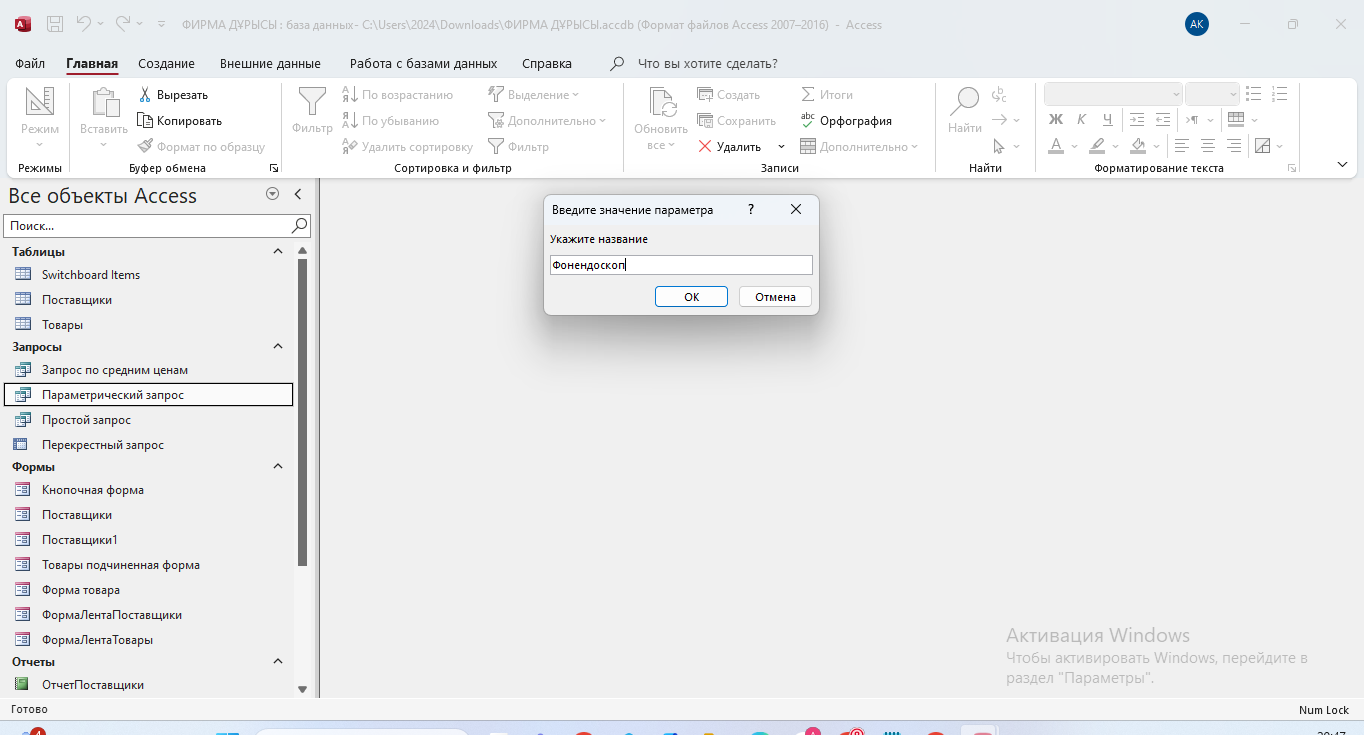 ФИРМА ДҰРЫСЫ : база данных- C:\Users\2024\Downloads\ФИРМА ДҰРЫСЫ.accdb (Формат файлов Access 2007–2016) - Access
АК
Файл Главная Создание Внешние данные Работа с базами данных Справка Что вы хотите сделать?
Режим
Режимы
Вставить
Вырезать
Копировать
Формат по образцу
Буфер обмена
Фильтр
По возрастанию
По убыванию
Удалить сортировку
Выделение
Дополнительно
Фильтр
Сортировка и фильтр
Обновить
все
Создать
Сохранить
Удалить
Итоги
Орфография
Дополнительно
Записи
Найти
Найти
Ж К Ч
А
Форматирование текста
Все объекты Access
Поиск...
Таблицы
Switchboard Items
Поставщики
Товары
Запросы
Запрос по средним ценам
Параметрический запрос
Простой запрос
Перекрестный запрос
Формы
Кнопочная форма
Поставщики
Поставщики1
Товары подчиненная форма
Форма товара
ФормаЛентаПоставщики
ФормаЛентаТовары
Отчеты
ОтчетПоставщики
Введите значение параметра ?
Укажите название
Фонендоскоп
ОК Отмена
Активация Windows
Чтобы активировать Windows, перейдите в
раздел "Параметры".
Готово
Num Lock
4